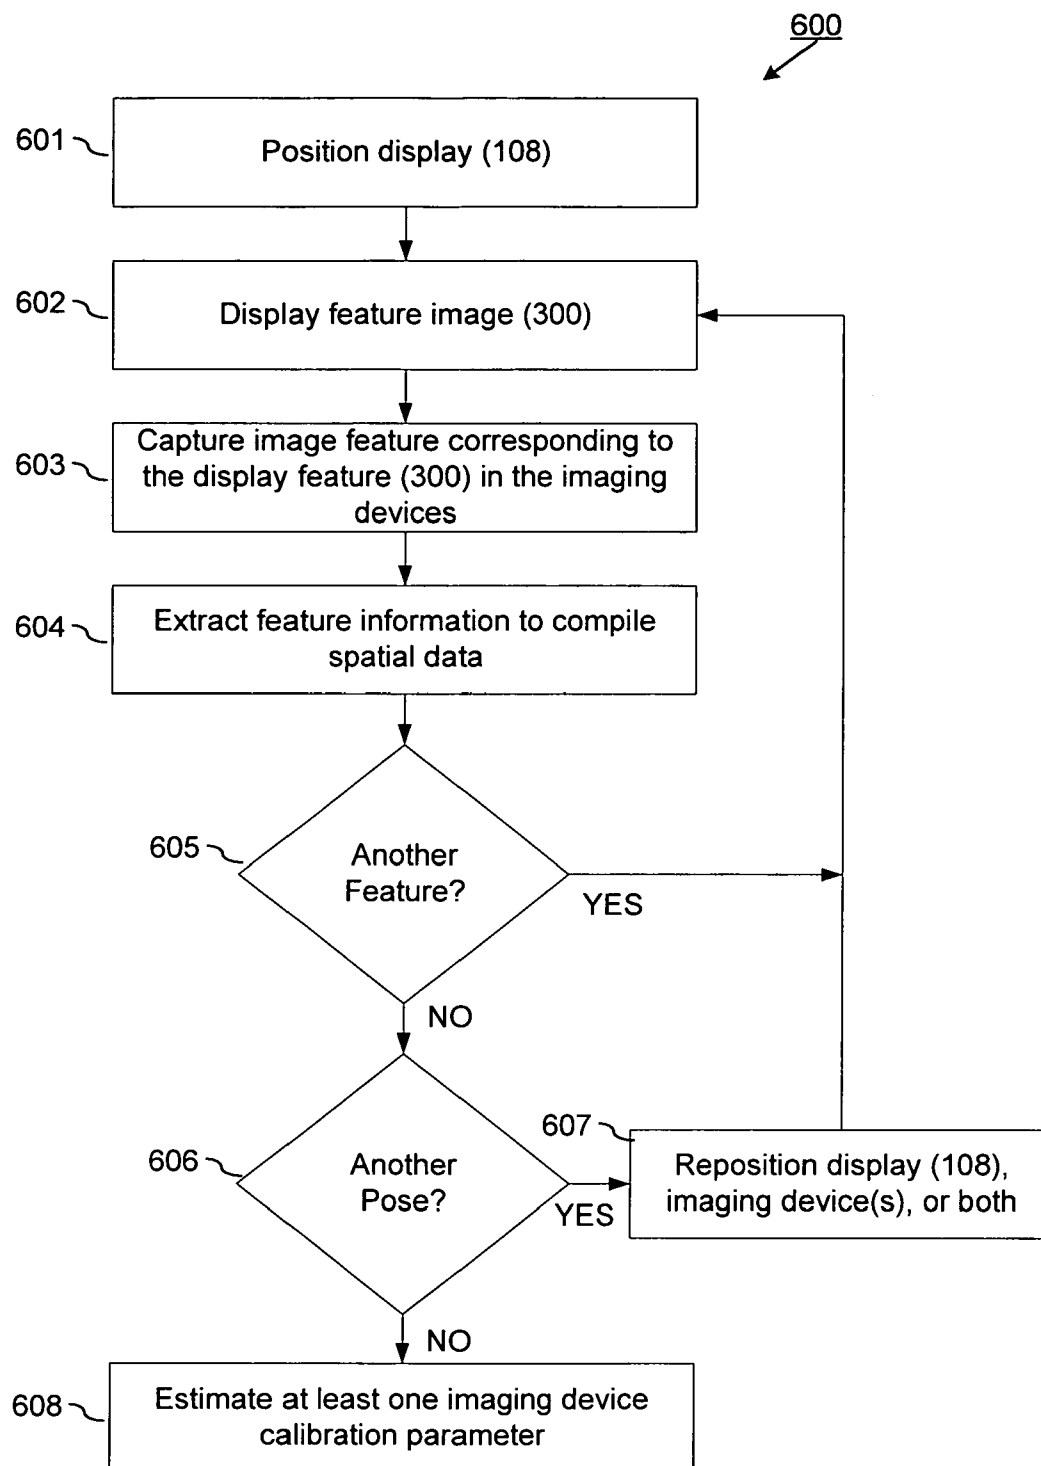 600
601
Position display (108)
602
Display feature image (300)
603
Capture image feature corresponding to
the display feature (300) in the imaging
devices
604
Extract feature information to compile
spatial data
605
Another
Feature?
YES
NO
606
Another
Pose?
YES
607
Reposition display (108),
imaging device(s), or both
NO
608
Estimate at least one imaging device
calibration parameter